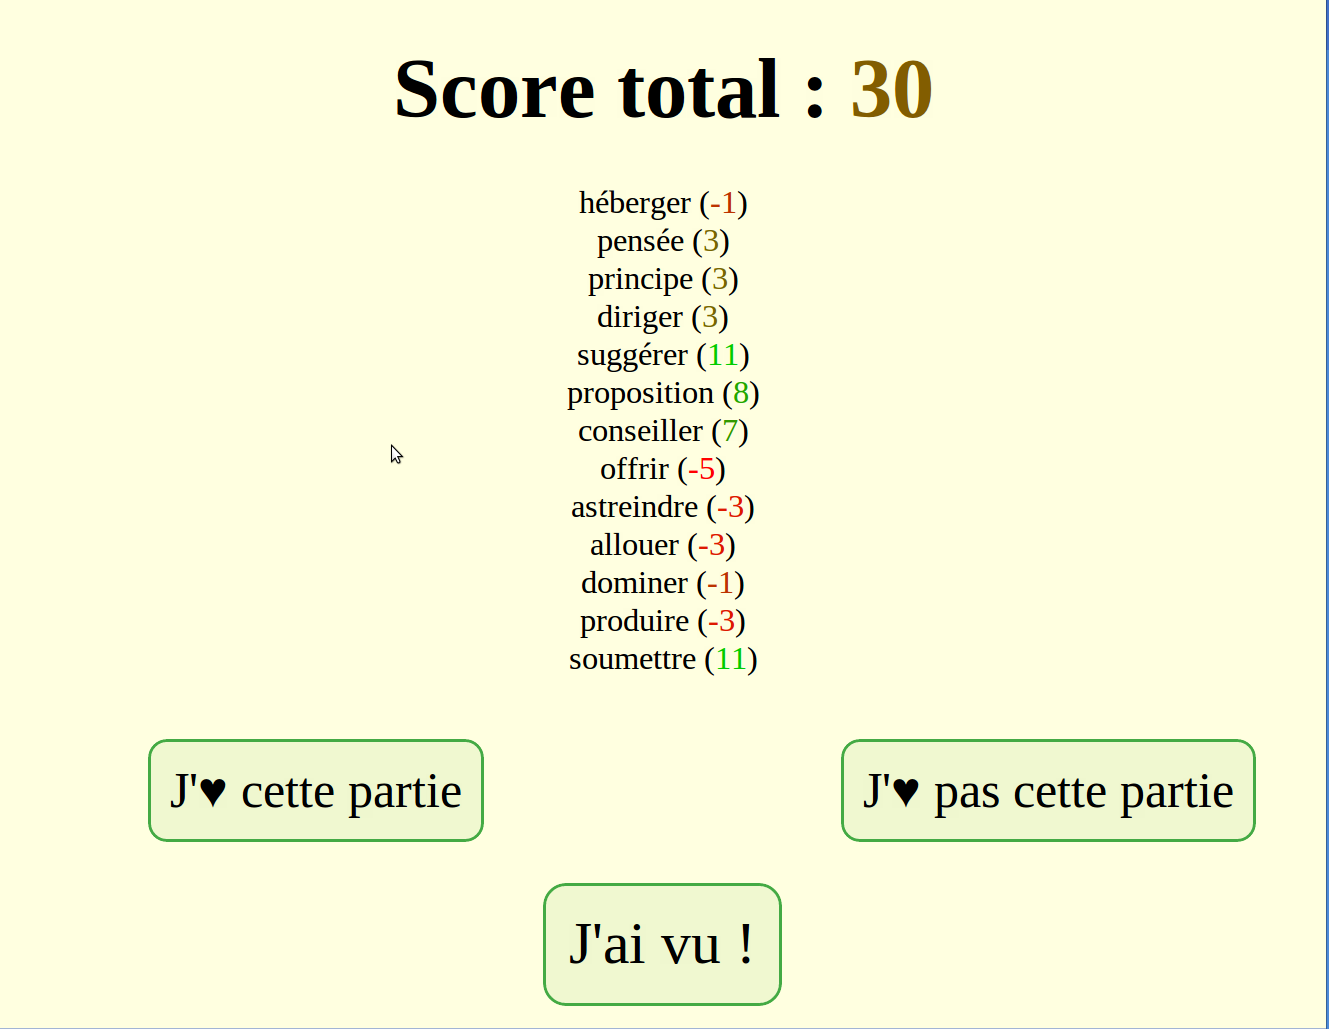 Score total : 30
héberger (-1)
pensée (3)
principe (3)
diriger (3)
suggérer (11)
proposition (8)
conseiller (7)
offrir (-5)
astreindre (-3)
allouer (-3)
dominer (-1)
produire (-3)
soumettre (11)
J'♥ cette partie
J'♥ pas cette partie
J'ai vu !